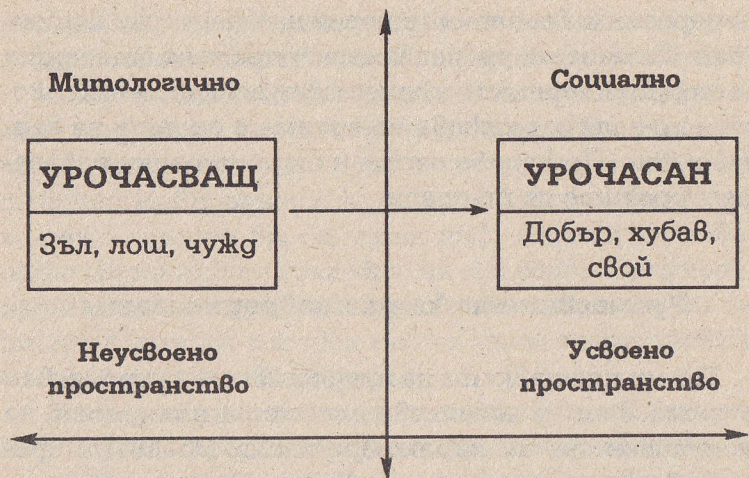 Митологично
Социално
УРОЧАСВАЩ
УРОЧАСАН
Зъл, лош, чужд
Добър, хубав,
свой
Неусвоено
пространство
Усвоено
пространство